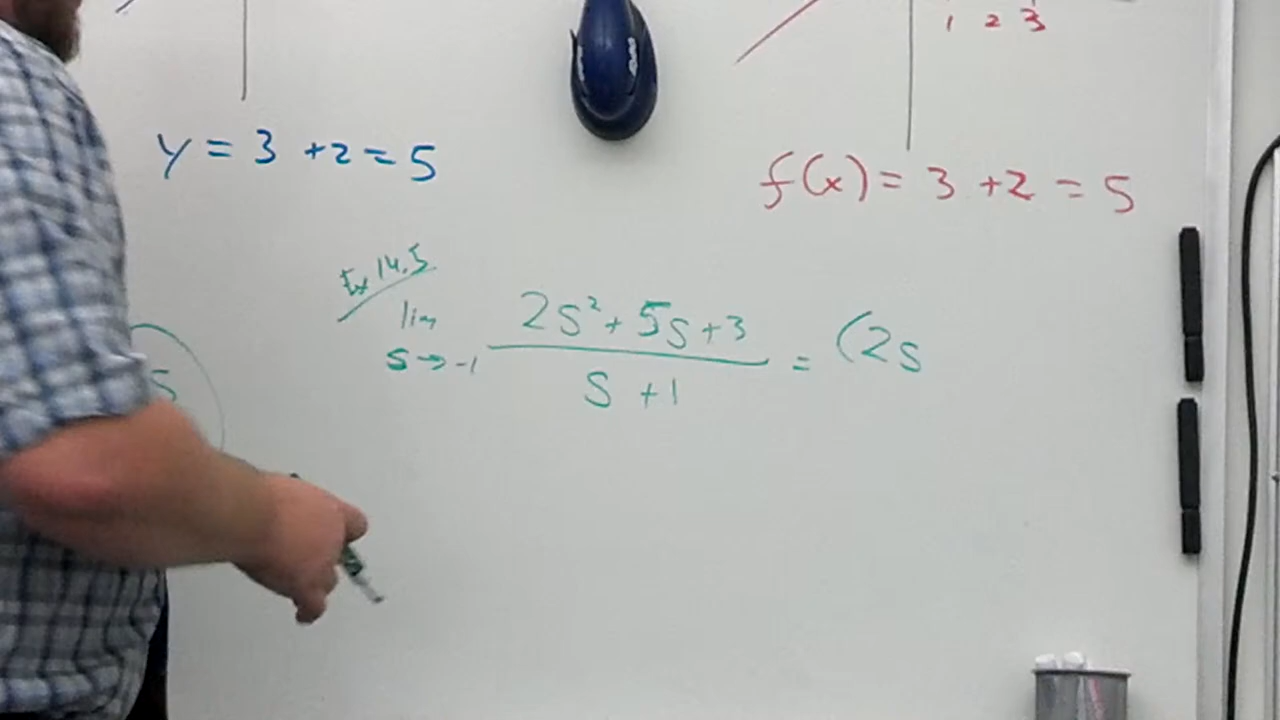 1 2 3
y = 3 + 2 = 5
f(x) = 3 + 2 = 5
Ex 14.5
lim s→-1 (2s² + 5s + 3)/(s + 1) = (2s
5